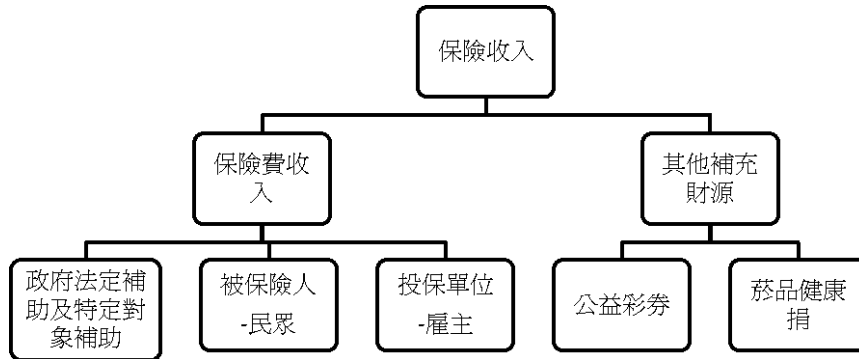 保險收入
保險費收
入
其他補充
財源
政府法定補
助及特定對
象補助
被保險人
-民眾
投保單位
-雇主
公益彩券
菸品健康
捐